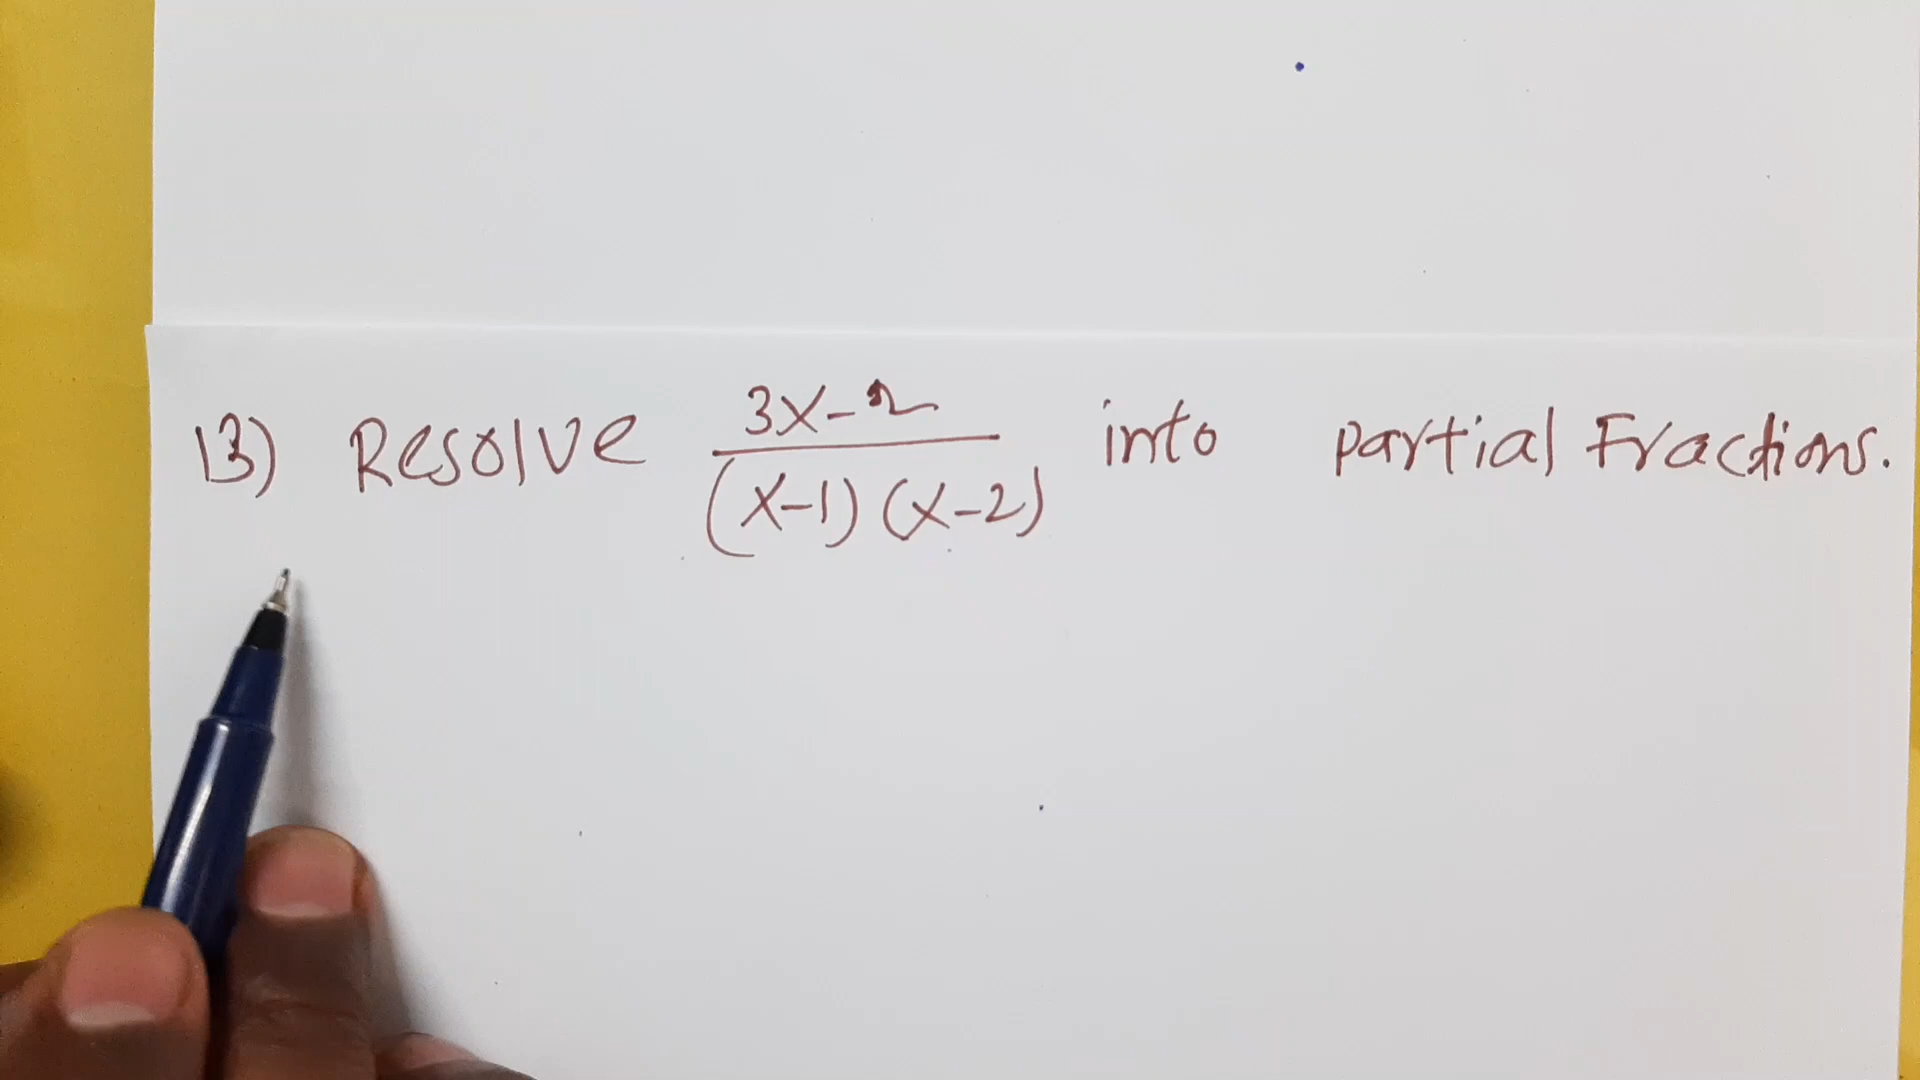 13) Resolve 3x-2 into partial Fractions.
(x-1) (x-2)